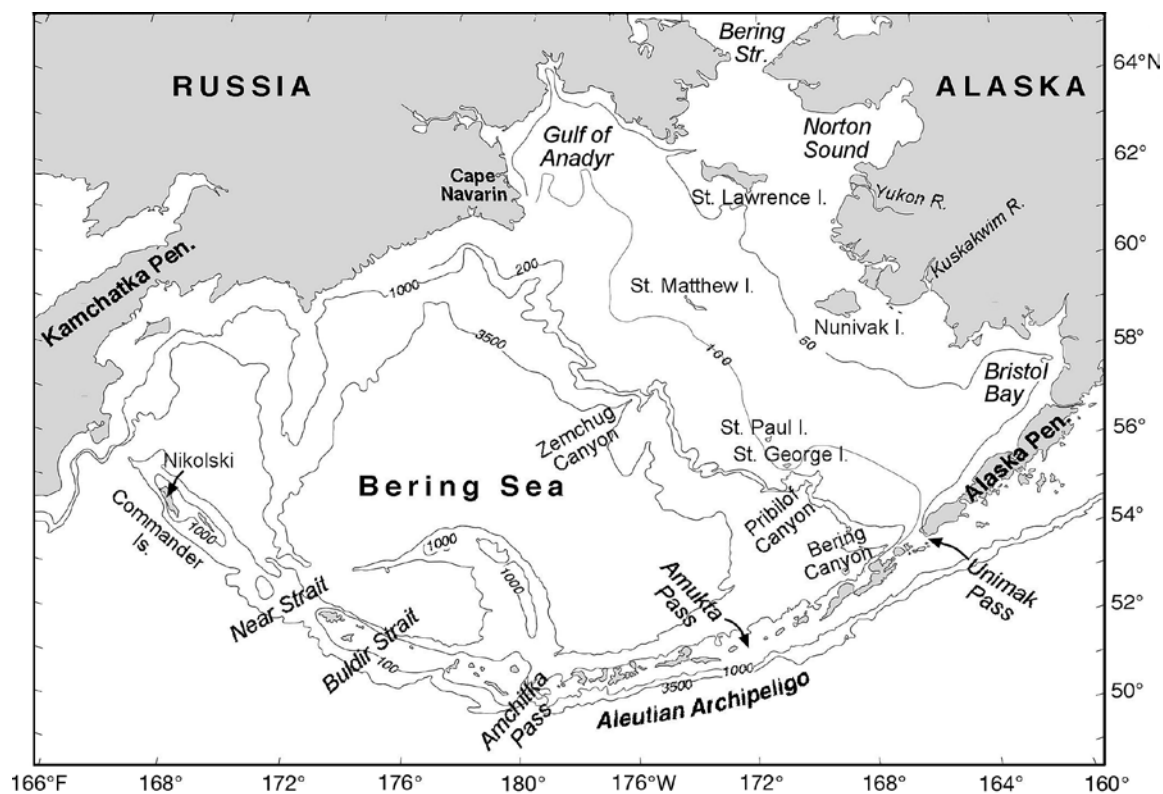 Bering
Str.
64°N
RUSSIA
ALASKA
Norton
Sound
Gulf of
Anadyr
62°
Cape
Navarin
St. Lawrence I.
Yukon R.
Kuskakwim R.
60°
Kamchatka Pen.
200
1000
St. Matthew I.
Nunivak I.
58°
3500
100
50
Bristol
Bay
Zemchug
Canyon
St. Paul I.
St. George I.
56°
Alaska Pen.
Nikolski
Bering Sea
Pribilof
Canyon
54°
Commander
Is.
1000
1000
1000
Bering
Canyon
Unimak
Pass
Amukta
Pass
52°
Near Strait
Buldir Strait
100
Amchitka
Pass
1000
3500
50°
Aleutian Archipeligo
166°F
168°
172°
176°
180°
176°W
172°
168°
164°
160°